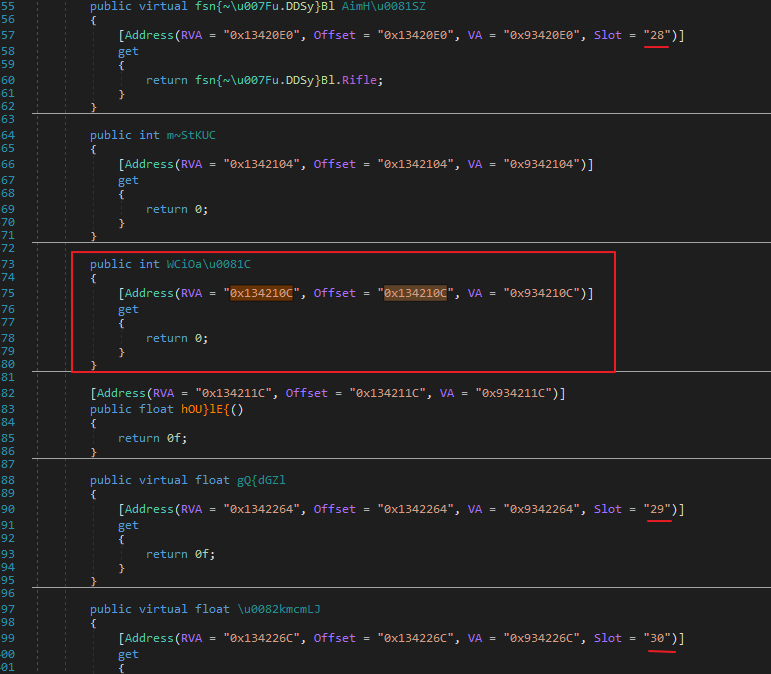 55 public virtual fsn{~\u007Fu.DDSy}Bl AimH\u0081SZ
56 {
57 [Address(RVA = "0x13420E0", Offset = "0x13420E0", VA = "0x93420E0", Slot = "28")]
58 get
59 {
60 return fsn{~\u007Fu.DDSy}Bl.Rifle;
61 }
62 }
63
64 public int m~StKUC
65 {
66 [Address(RVA = "0x1342104", Offset = "0x1342104", VA = "0x9342104")]
67 get
68 {
69 return 0;
70 }
71 }
72
73 public int WCiOa\u0081C
74 {
75 [Address(RVA = "0x134210C", Offset = "0x134210C", VA = "0x934210C")]
76 get
77 {
78 return 0;
79 }
80 }
81
82 [Address(RVA = "0x134211C", Offset = "0x134211C", VA = "0x934211C")]
83 public float hOU}lE{()
84 {
85 return 0f;
86 }
87
88 public virtual float gQ{dGZl
89 {
90 [Address(RVA = "0x1342264", Offset = "0x1342264", VA = "0x9342264", Slot = "29")]
91 get
92 {
93 return 0f;
94 }
95 }
96
97 public virtual float \u0082kmcmLJ
98 {
99 [Address(RVA = "0x134226C", Offset = "0x134226C", VA = "0x934226C", Slot = "30")]
00 get
01 {